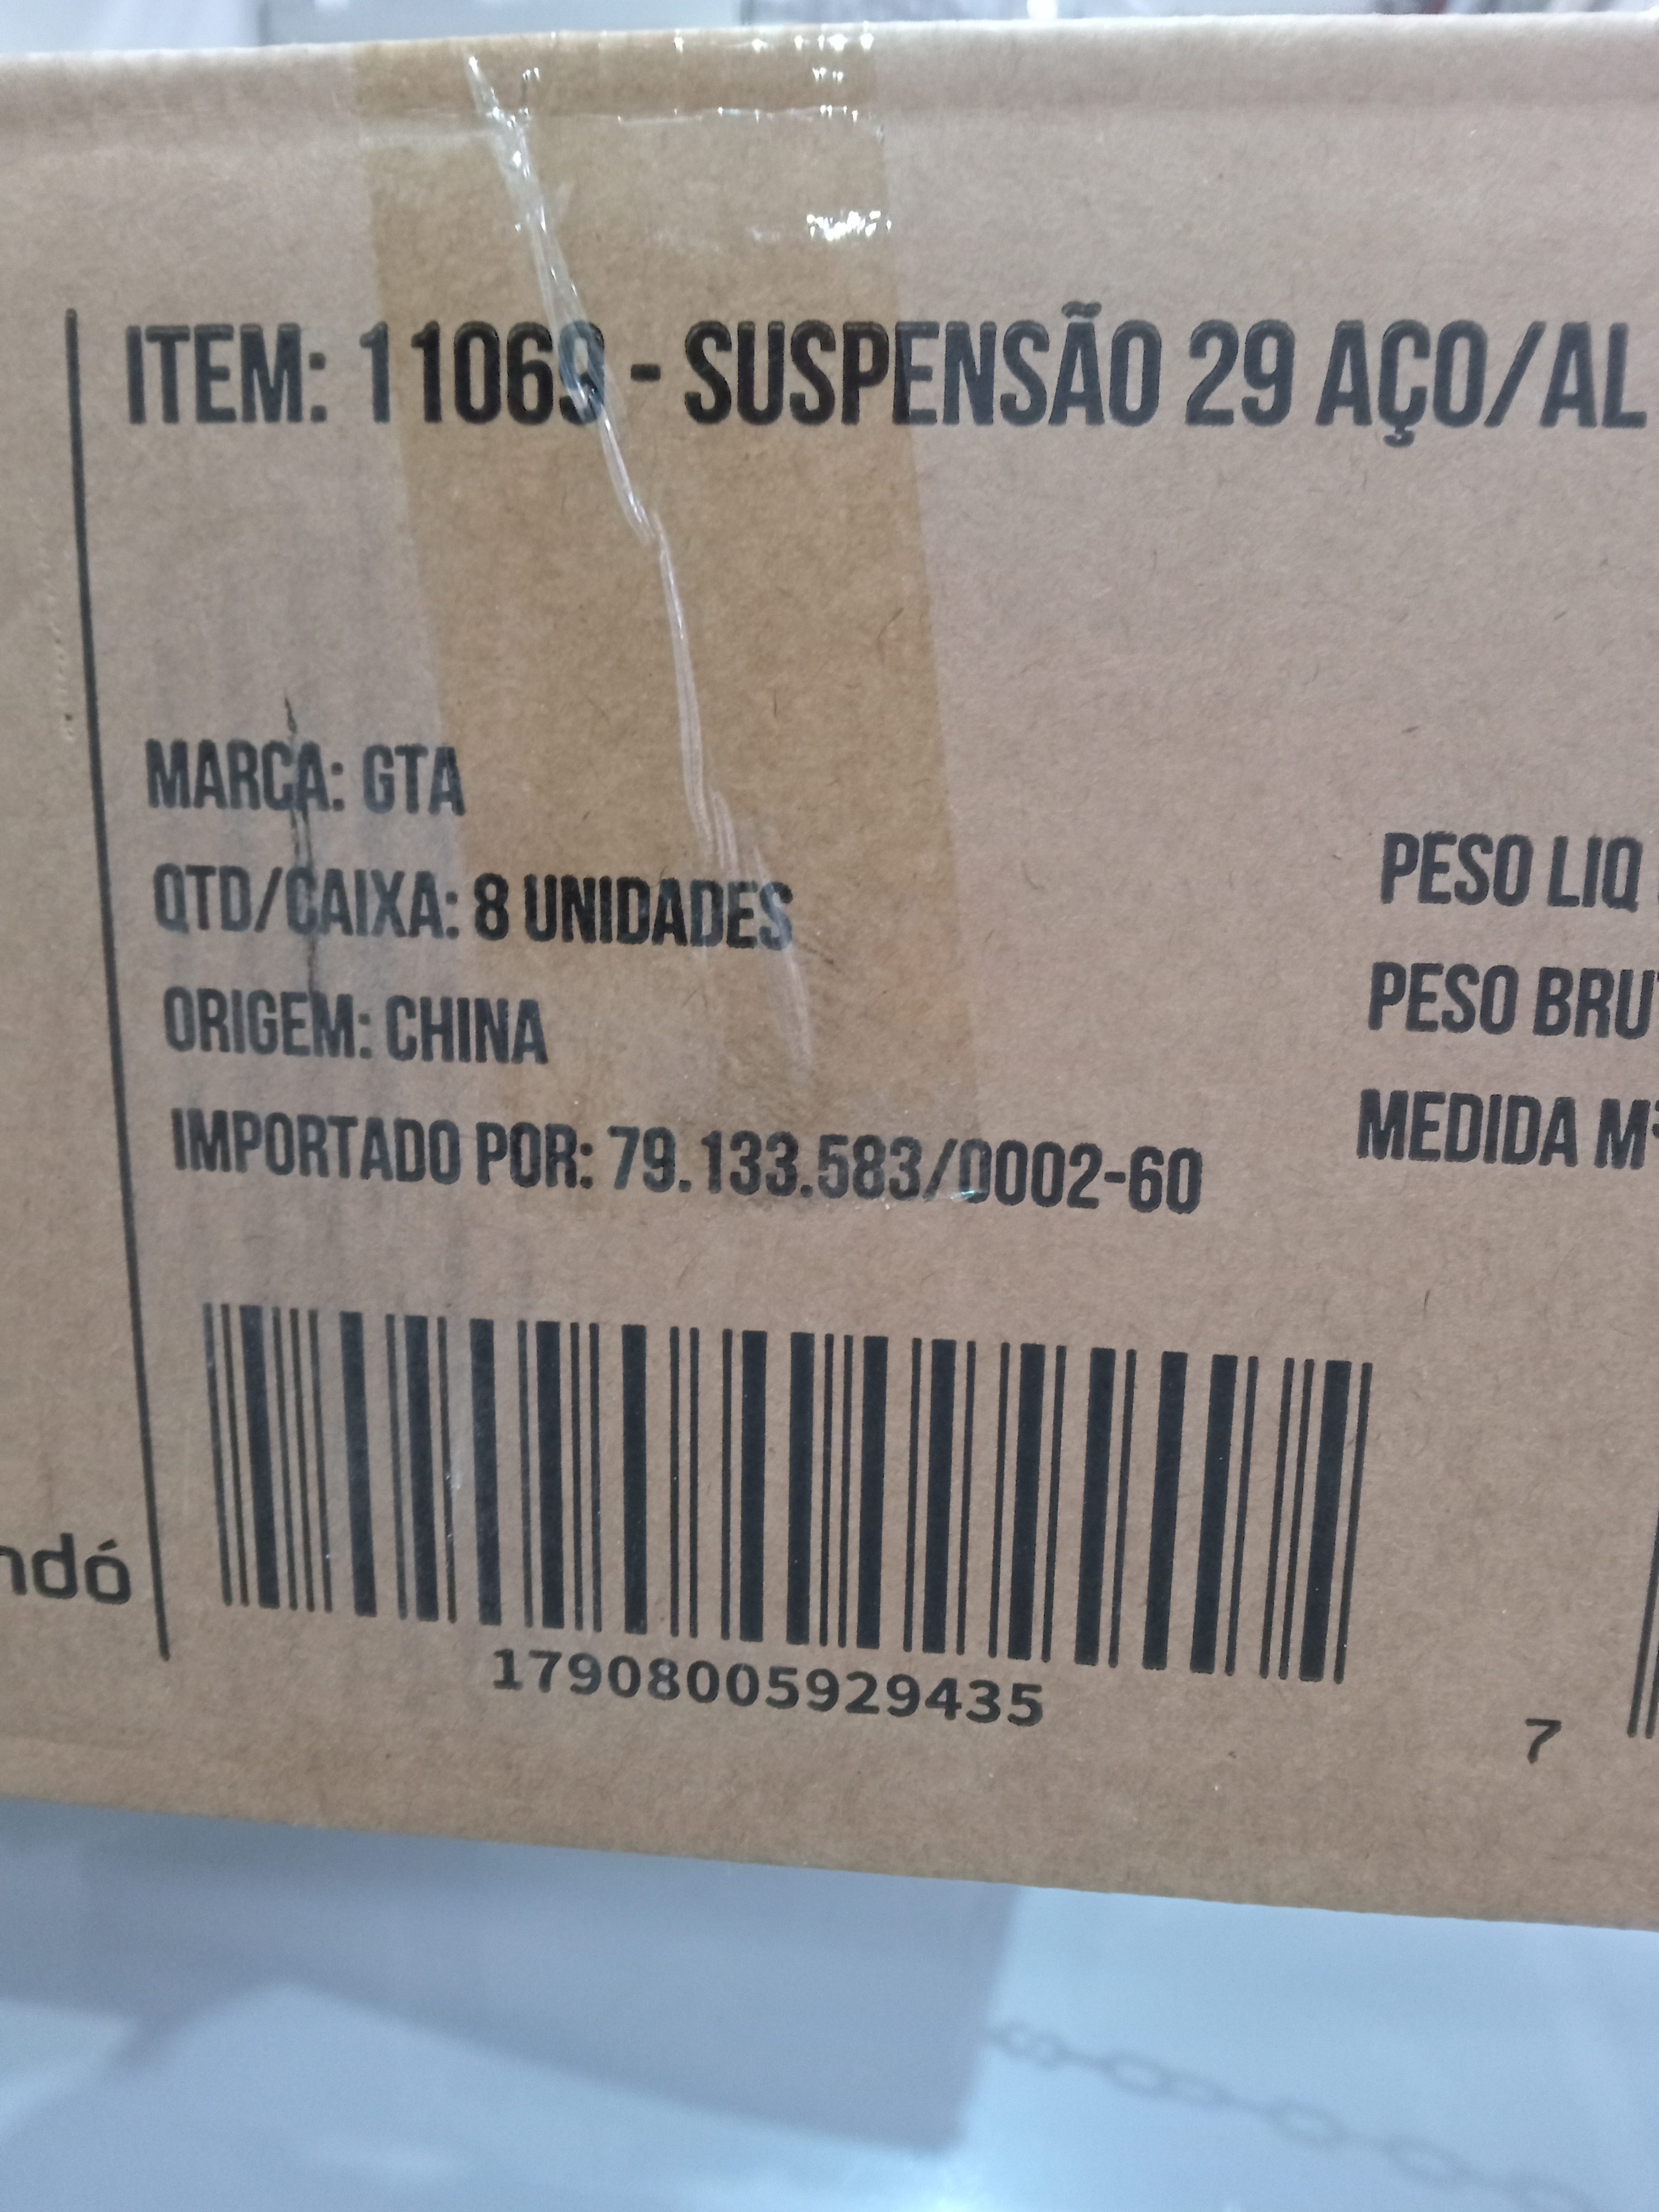 ITEM: 11069 - SUSPENSÃO 29 AÇO/AL
MARCA: GTA
QTD/CAIXA: 8 UNIDADES
ORIGEM: CHINA
IMPORTADO POR: 79.133.583/0002-60
PESO LIQ
PESO BRU
MEDIDA M³
ndó
17908005929435
7